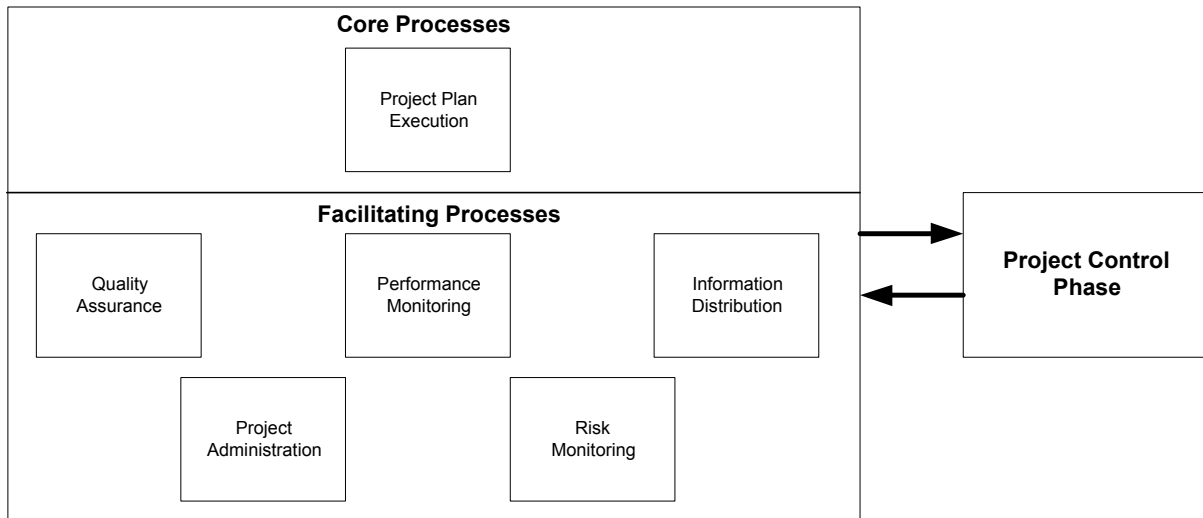 Core Processes
Project Plan
Execution
Facilitating Processes
Quality
Assurance
Performance
Monitoring
Information
Distribution
Project
Administration
Risk
Monitoring
Project Control
Phase